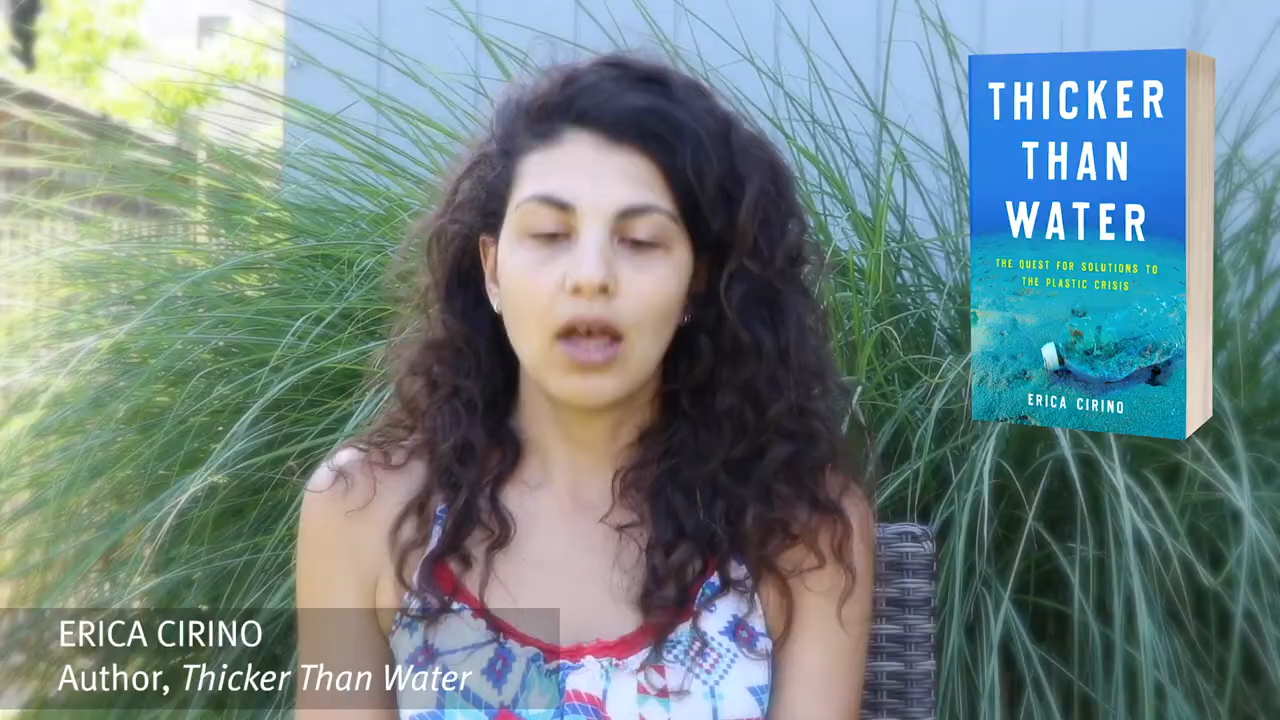 THICKER
THAN
WATER
THE QUEST FOR SOLUTIONS TO
THE PLASTIC CRISIS
ERICA CIRINO
ERICA CIRINO
Author, Thicker Than Water